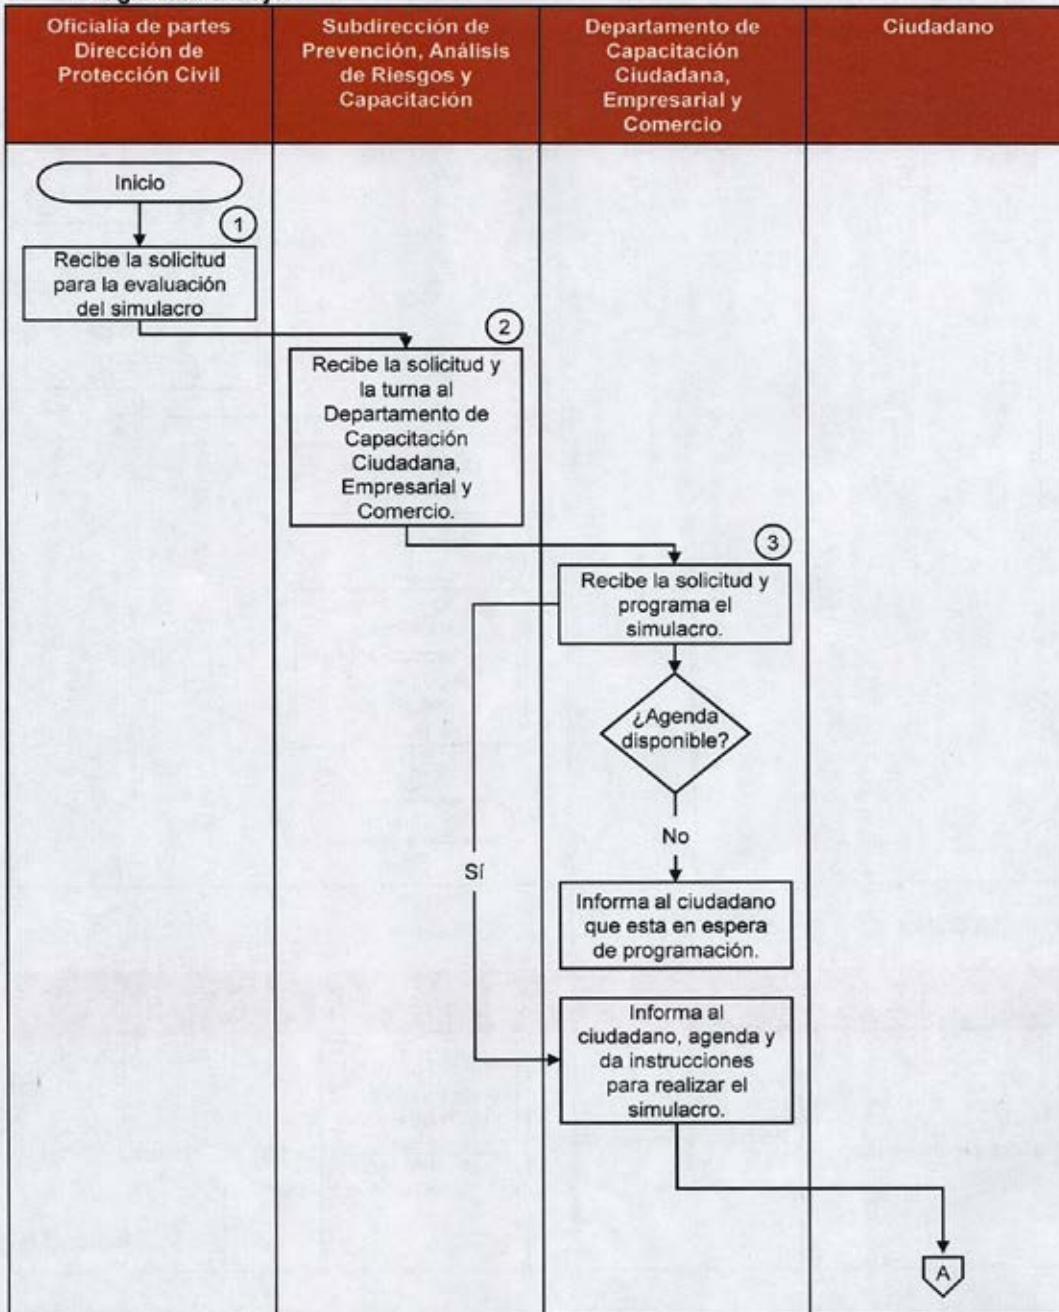 Oficialia de partes
Dirección de
Protección Civil
Subdirección de
Prevención, Análisis
de Riesgos y
Capacitación
Departamento de
Capacitación
Ciudadana,
Empresarial y
Comercio
Ciudadano
Inicio
1
Recibe la solicitud
para la evaluación
del simulacro
2
Recibe la solicitud y
la turna al
Departamento de
Capacitación
Ciudadana,
Empresarial y
Comercio.
3
Recibe la solicitud y
programa el
simulacro.
¿Agenda
disponible?
No
Sí
Informa al ciudadano
que esta en espera
de programación.
Informa al
ciudadano, agenda y
da instrucciones
para realizar el
simulacro.
A